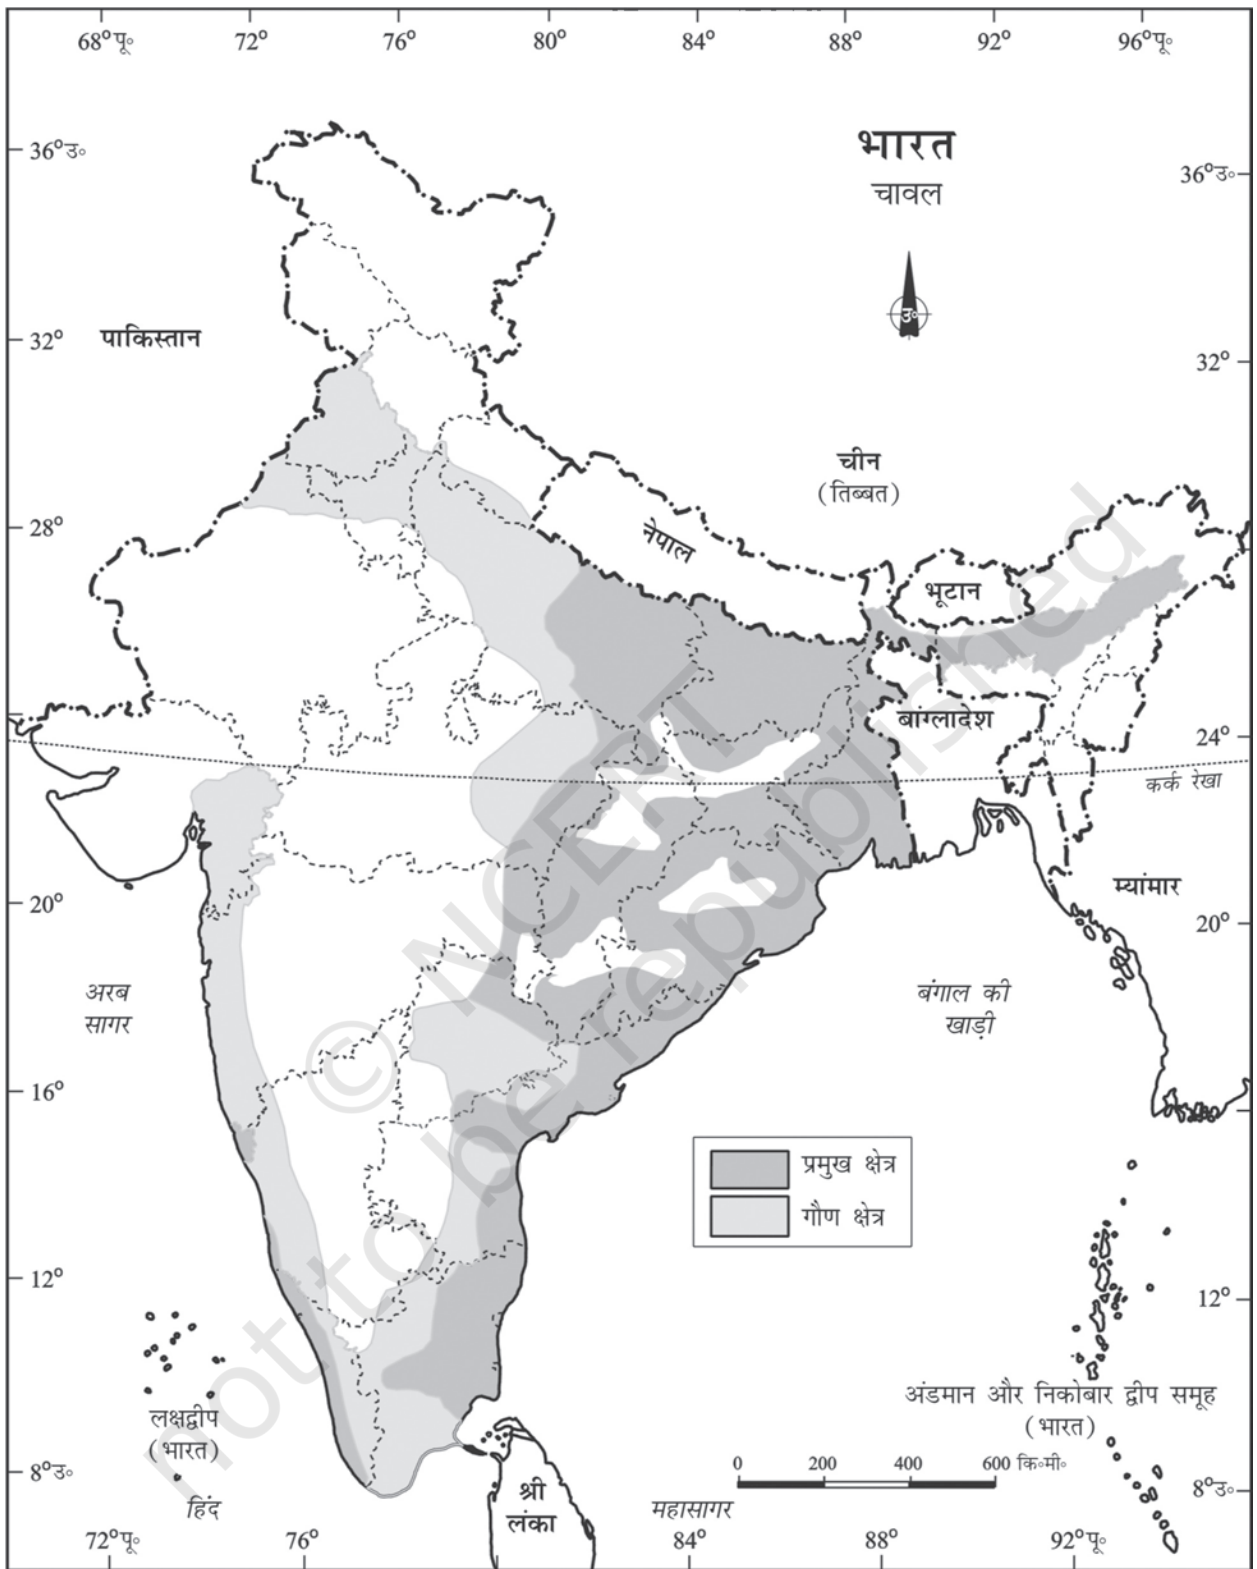 68°पू॰ 72° 76° 80° 84° 88° 92° 96°पू॰
भारत
चावल
36°उ॰
36°उ॰
उ॰
32°
पाकिस्तान
32°
चीन
(तिब्बत)
28°
नेपाल
भूटान
बांग्लादेश
24°
कर्क रेखा
म्यांमार
20°
20°
अरब
सागर
बंगाल की
खाड़ी
16°
प्रमुख क्षेत्र
गौण क्षेत्र
12°
12°
अंडमान और निकोबार द्वीप समूह
(भारत)
लक्षद्वीप
(भारत)
0 200 400 600 कि॰मी॰
8°उ॰
8°उ॰
श्री
लंका
हिंद
महासागर
72°पू॰ 76° 84° 88° 92°पू॰
© NCERT
not to be republished